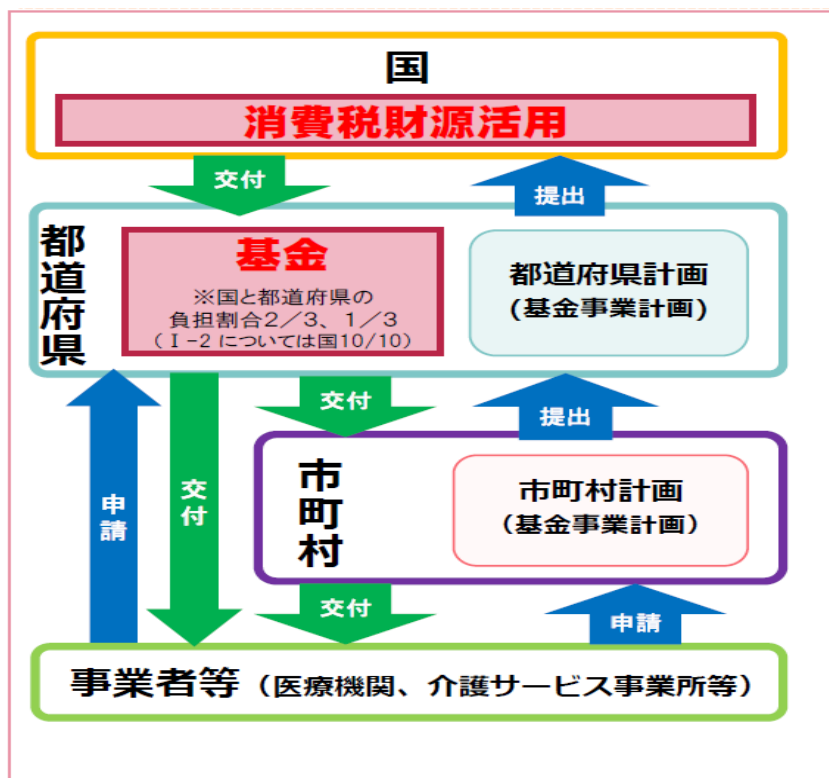 国
消費税財源活用
交付
提出
都道府県
基金
※国と都道府県の
負担割合2/3、1/3
(Ⅰ-2 については国10/10)
都道府県計画
(基金事業計画)
交付
提出
申請
交付
市町村
市町村計画
(基金事業計画)
交付
申請
事業者等 (医療機関、介護サービス事業所等)